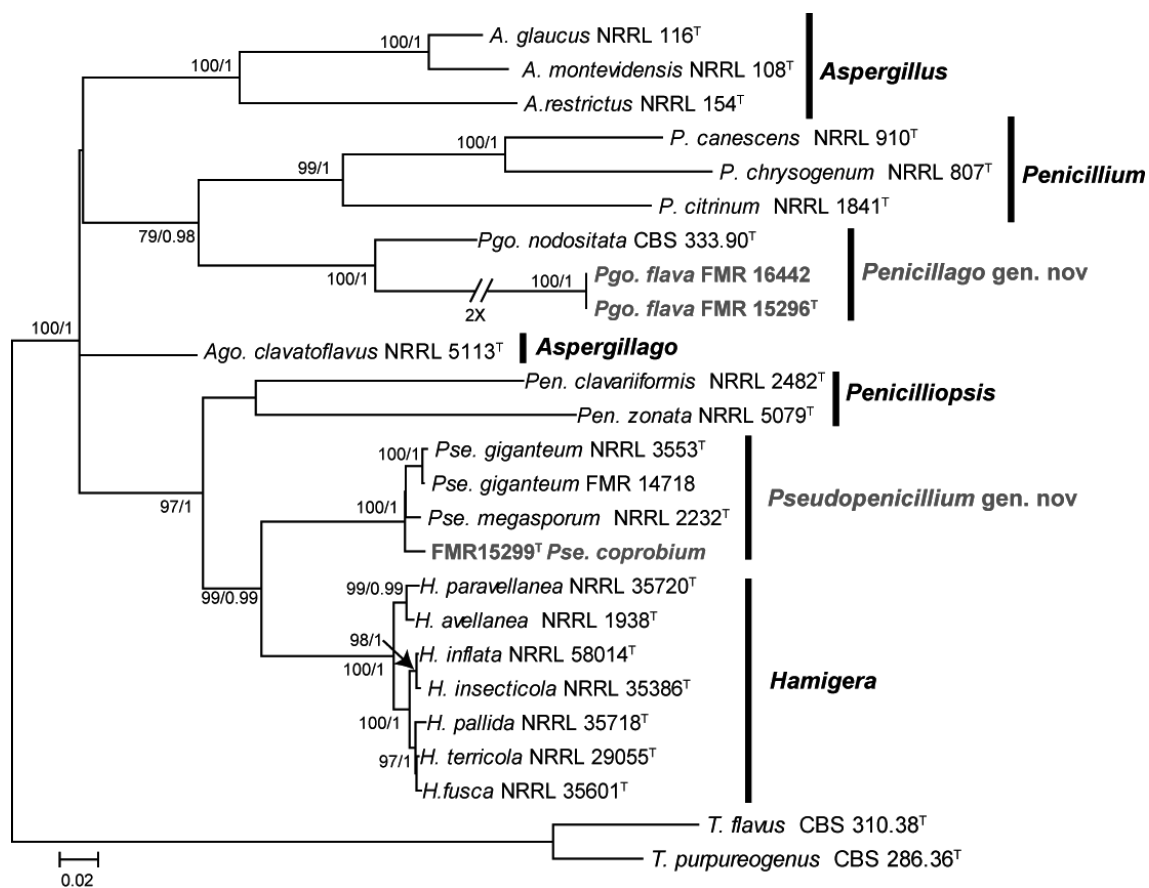 100/1
A. glaucus NRRL 116ᵀ
100/1
A. montevidensis NRRL 108ᵀ
Aspergillus
A.restrictus NRRL 154ᵀ
100/1
P. canescens NRRL 910ᵀ
99/1
P. chrysogenum NRRL 807ᵀ
Penicillium
P. citrinum NRRL 1841ᵀ
79/0.98
Pgo. nodositata CBS 333.90ᵀ
100/1
100/1
Pgo. flava FMR 16442
Penicillago gen. nov
2X
Pgo. flava FMR 15296ᵀ
100/1
Ago. clavatoflavus NRRL 5113ᵀ
Aspergillago
Pen. clavariiformis NRRL 2482ᵀ
Penicilliopsis
Pen. zonata NRRL 5079ᵀ
100/1
Pse. giganteum NRRL 3553ᵀ
Pse. giganteum FMR 14718
Pseudopenicillium gen. nov
97/1
100/1
Pse. megasporum NRRL 2232ᵀ
FMR15299ᵀ Pse. coprobium
99/0.99
99/0.99
H. paravellanea NRRL 35720ᵀ
H. avellanea NRRL 1938ᵀ
98/1
H. inflata NRRL 58014ᵀ
100/1
H. insecticola NRRL 35386ᵀ
Hamigera
100/1
H. pallida NRRL 35718ᵀ
97/1
H. terricola NRRL 29055ᵀ
H.fusca NRRL 35601ᵀ
T. flavus CBS 310.38ᵀ
T. purpureogenus CBS 286.36ᵀ
0.02